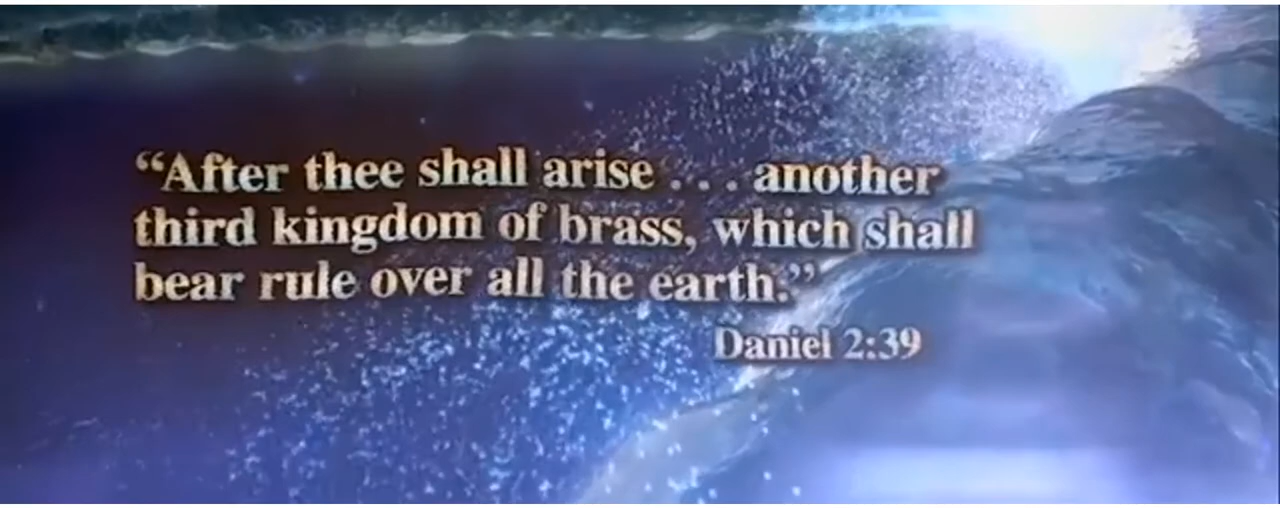 “After thee shall arise . . . another
third kingdom of brass, which shall
bear rule over all the earth.”
Daniel 2:39